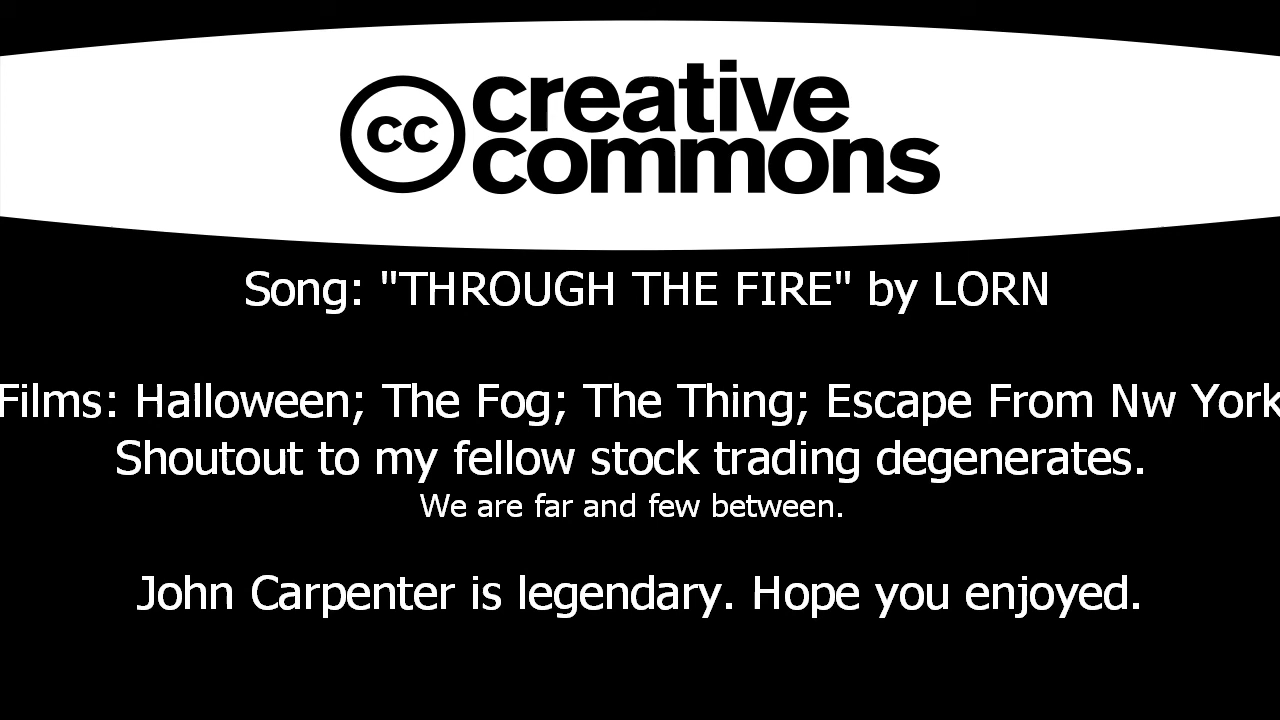 cc creative
commons
Song: "THROUGH THE FIRE" by LORN
Films: Halloween; The Fog; The Thing; Escape From Nw York
Shoutout to my fellow stock trading degenerates.
We are far and few between.
John Carpenter is legendary. Hope you enjoyed.